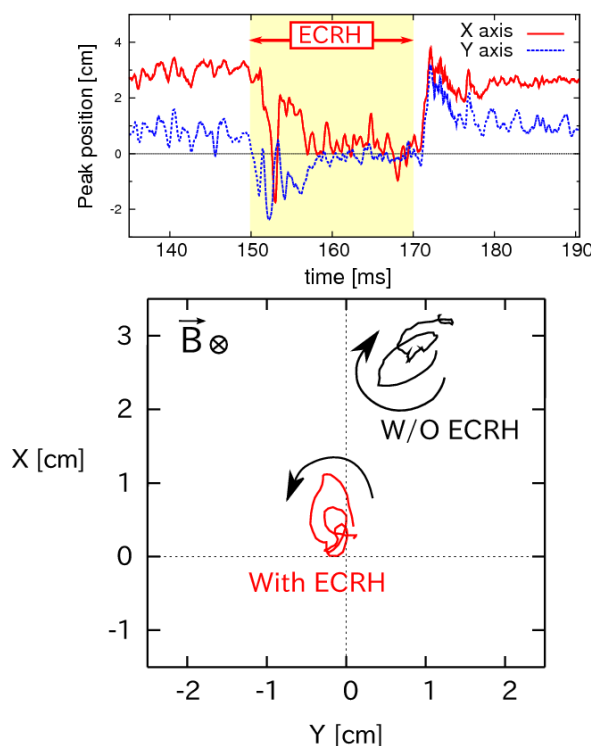 ECRH
X axis
Y axis
Peak position [cm]
4
2
0
-2
140
150
160
170
180
190
time [ms]
B ⊗
W/O ECRH
With ECRH
X [cm]
3
2
1
0
-1
-2
-1
0
1
2
Y [cm]